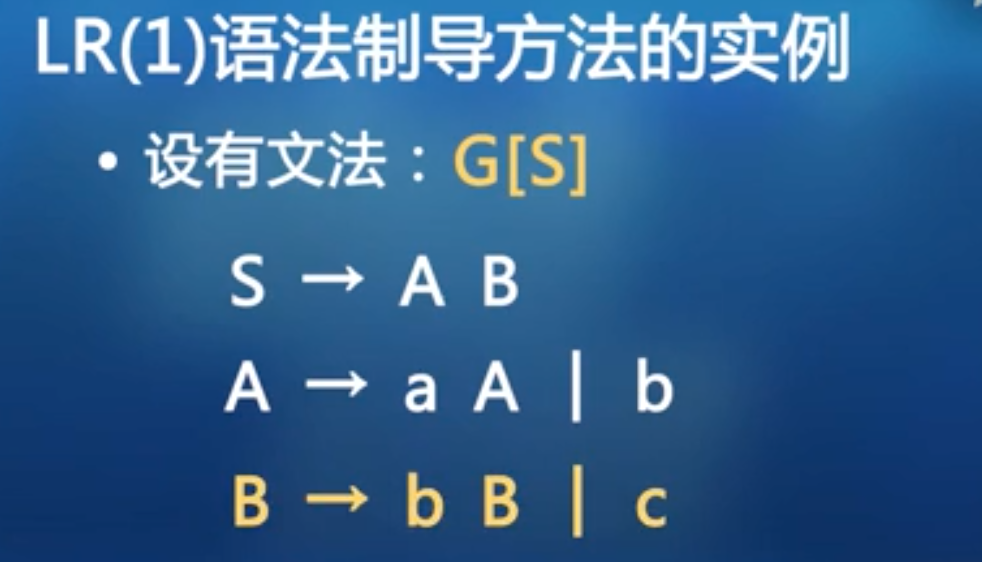 LR(1)语法制导方法的实例
• 设有文法：G[S]
S → A B
A → a A | b
B → b B | c